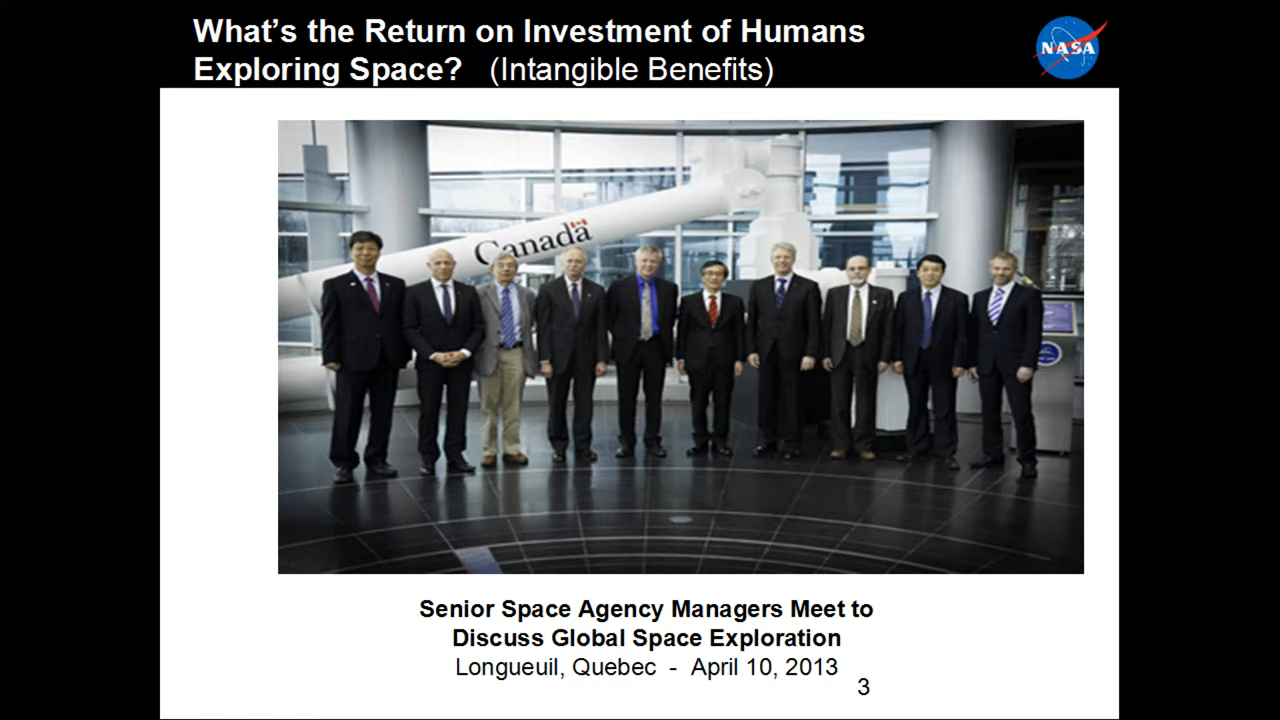 What's the Return on Investment of Humans
Exploring Space? (Intangible Benefits)
NASA
Canada
Senior Space Agency Managers Meet to
Discuss Global Space Exploration
Longueuil, Quebec - April 10, 2013
3